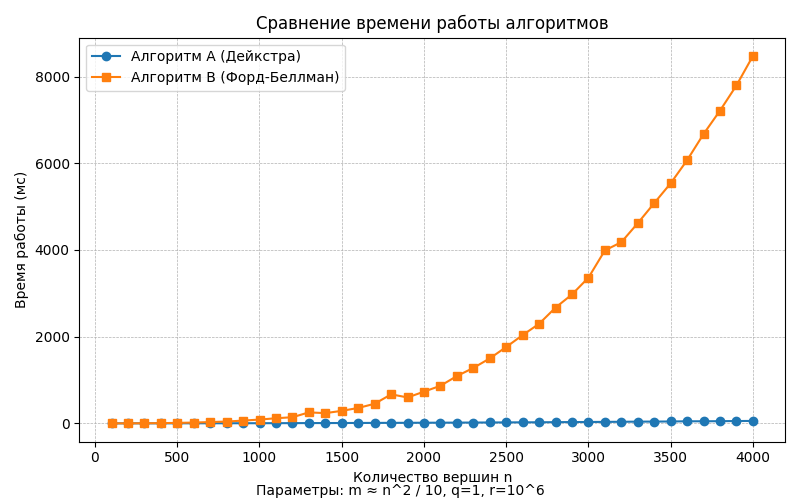 Сравнение времени работы алгоритмов
Алгоритм A (Дейкстра)
Алгоритм B (Форд-Беллман)
Время работы (мс)
8000
6000
4000
2000
0
0 500 1000 1500 2000 2500 3000 3500 4000
Количество вершин n
Параметры: m ≈ n^2 / 10, q=1, r=10^6